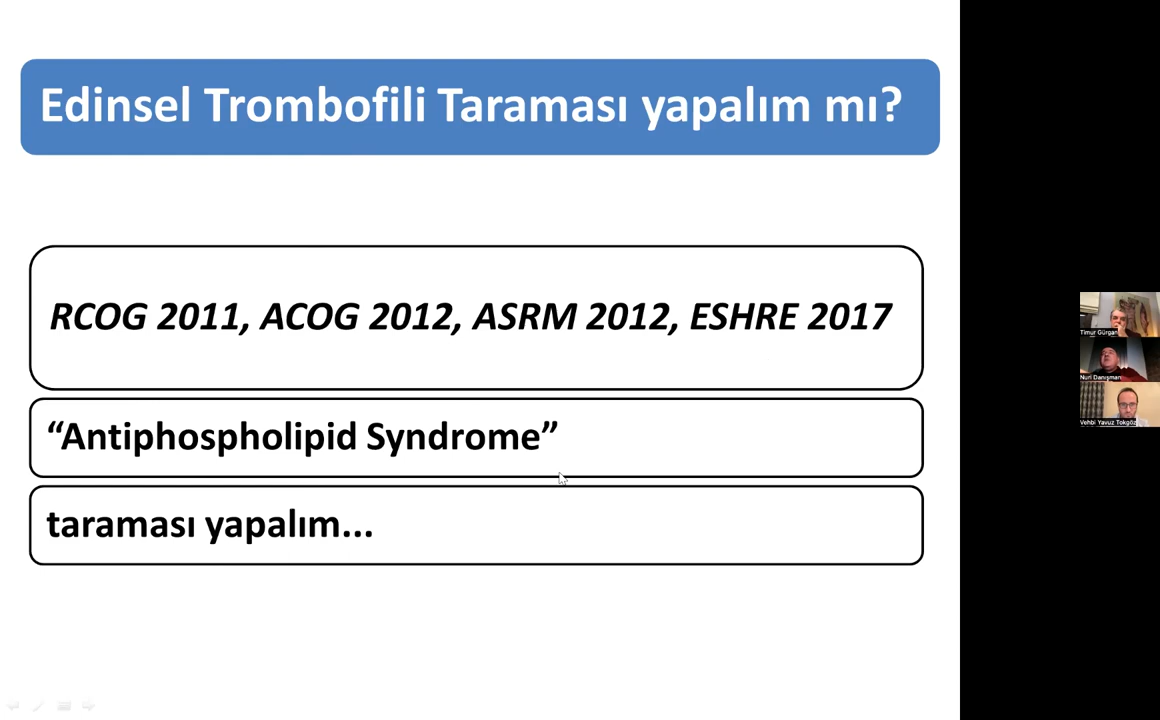 Edinsel Trombofili Taraması yapalım mı?
RCOG 2011, ACOG 2012, ASRM 2012, ESHRE 2017
“Antiphospholipid Syndrome”
taraması yapalım...
Timur Gürgan
Nuri Danışman
Vehbi Yavuz Tokgöz